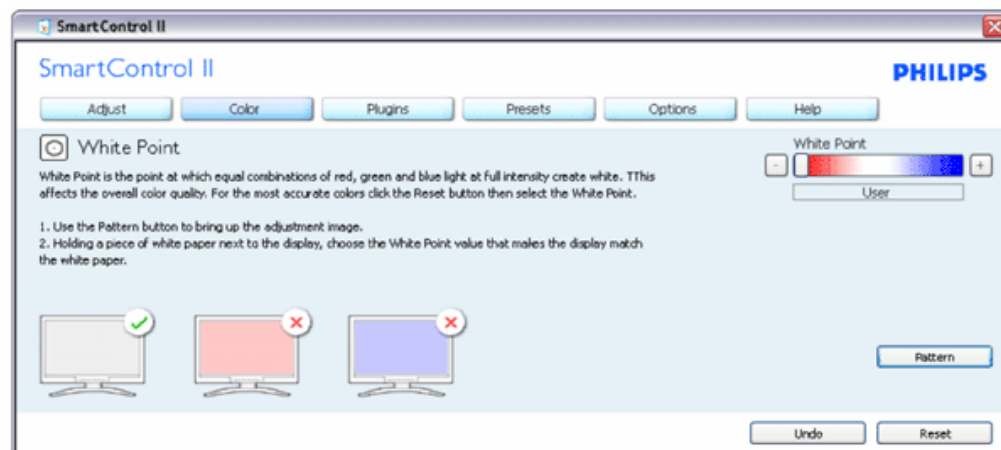 SmartControl II
SmartControl II
PHILIPS
Adjust Color Plugins Presets Options Help
White Point
White Point is the point at which equal combinations of red, green and blue light at full intensity create white. TThis
affects the overall color quality. For the most accurate colors click the Reset button then select the White Point.
1. Use the Pattern button to bring up the adjustment image.
2. Holding a piece of white paper next to the display, choose the White Point value that makes the display match
the white paper.
White Point
- +
User
Pattern
Undo Reset